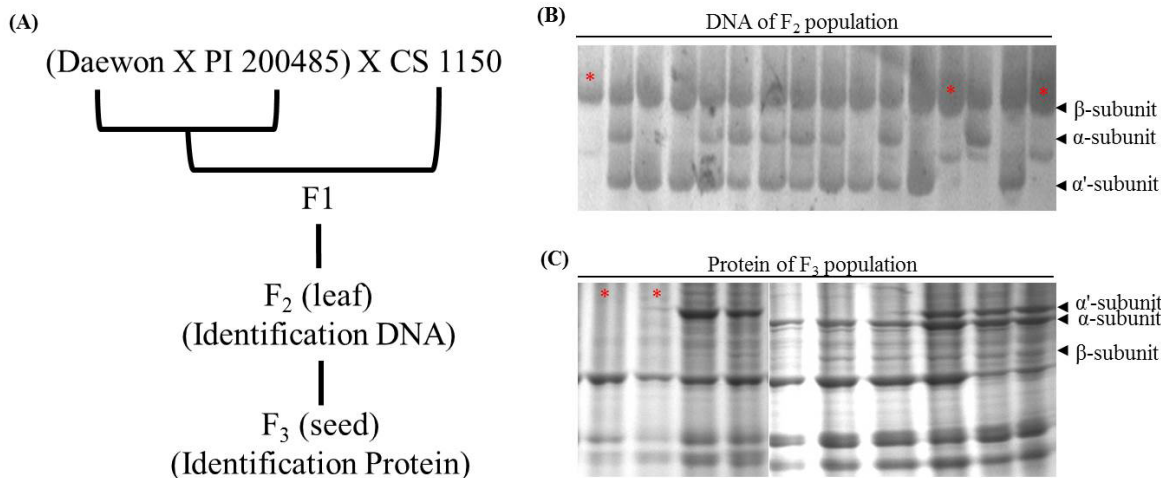 (A)
(Daewon X PI 200485) X CS 1150
F1
F₂ (leaf)
(Identification DNA)
F₃ (seed)
(Identification Protein)
(B)
DNA of F₂ population
*
*
*
β-subunit
α-subunit
α'-subunit
(C)
Protein of F₃ population
*
*
α'-subunit
α-subunit
β-subunit